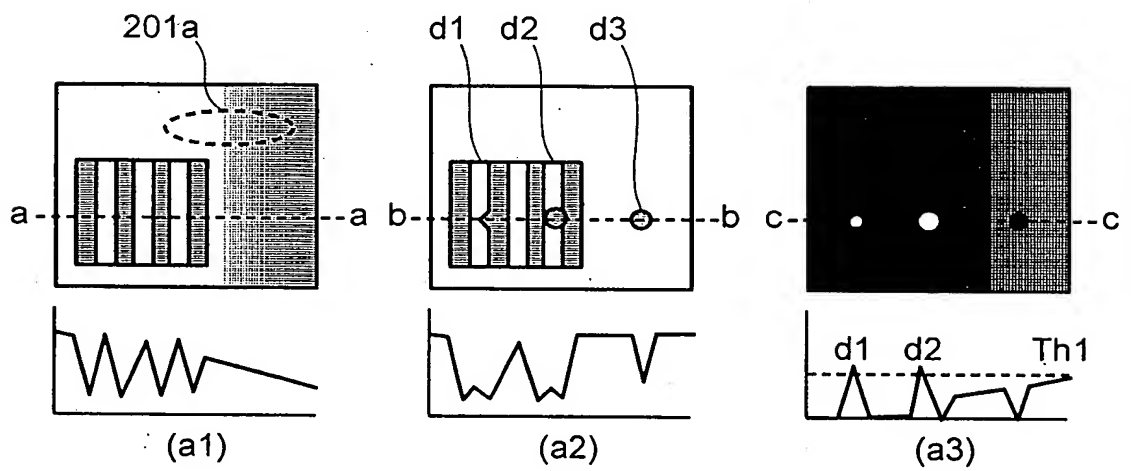 201a
d1 d2 d3
a a b b c c
d1 d2 Th1
(a1) (a2) (a3)